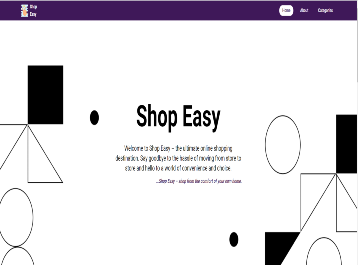 Shop
Easy
Home
About
Categories
Shop Easy
Welcome to Shop Easy – the ultimate online shopping
destination. Say goodbye to the hassle of moving from store to
store and hello to a world of convenience and choice.
...Shop Easy – shop from the comfort of your own home.